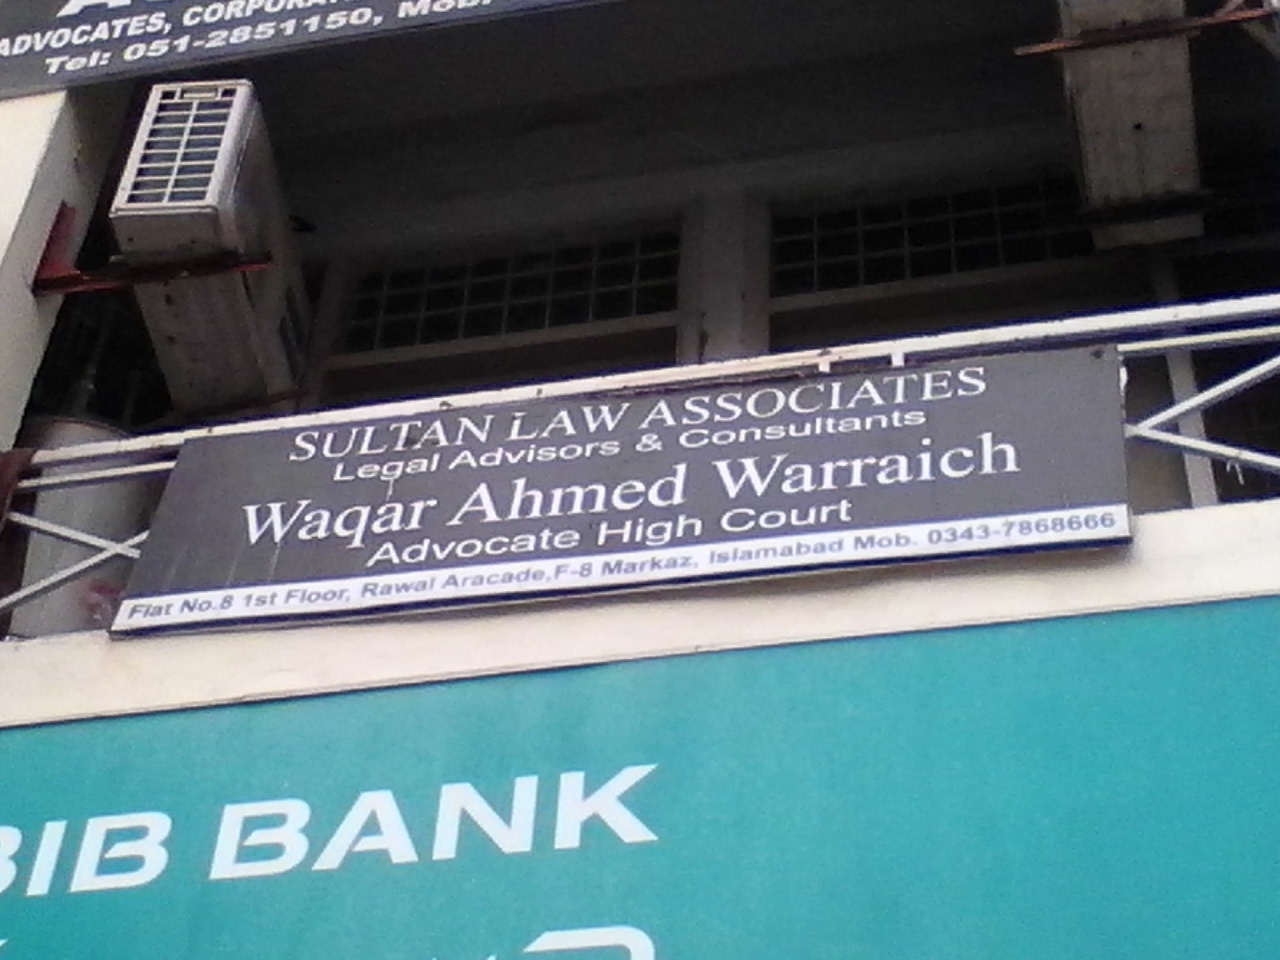 ADVOCATES, CORPORA
Tel: 051-2851150, Mob.
SULTAN LAW ASSOCIATES
Legal Advisors & Consultants
Waqar Ahmed Warraich
Advocate High Court
Flat No.8 1st Floor, Rawal Aracade,F-8 Markaz, Islamabad Mob. 0343-7868666
BIB BANK